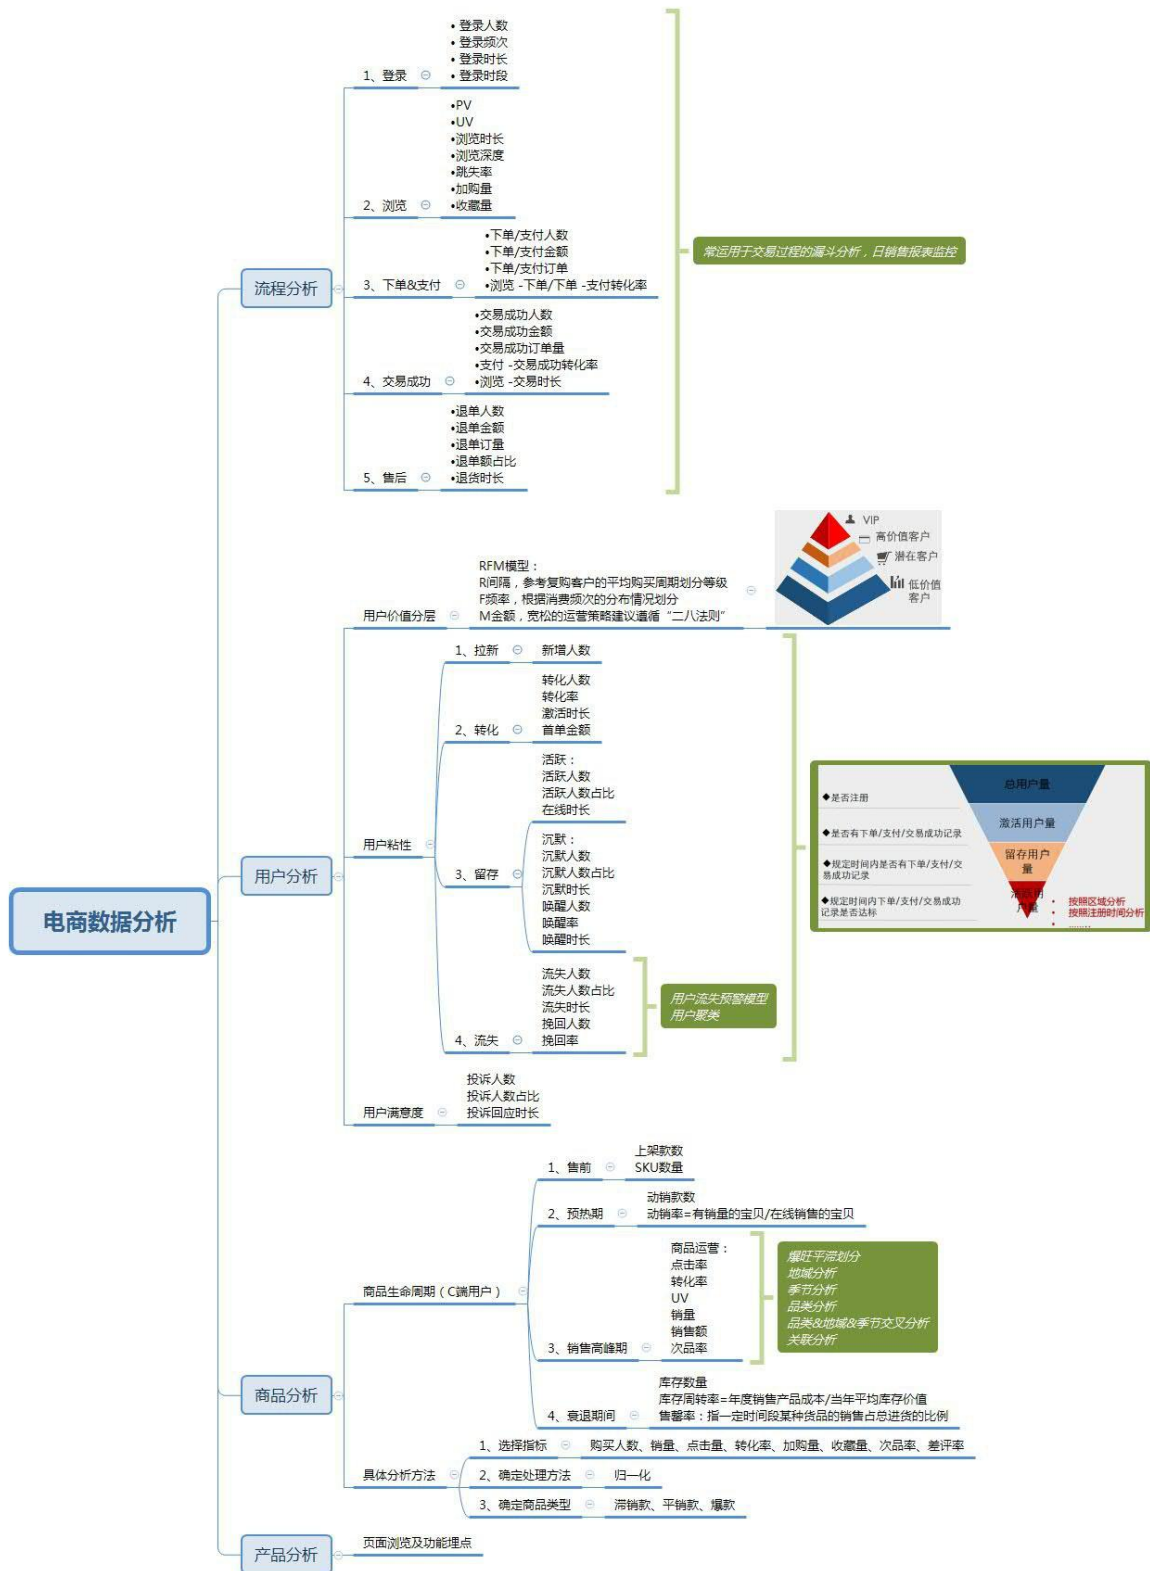 电商数据分析
流程分析
1、登录
• 登录人数
• 登录频次
• 登录时长
• 登录时段
2、浏览
•PV
•UV
•浏览时长
•浏览深度
•跳失率
•加购量
•收藏量
3、下单&支付
•下单/支付人数
•下单/支付金额
•下单/支付订单
•浏览 -下单/下单 -支付转化率
4、交易成功
•交易成功人数
•交易成功金额
•交易成功订单量
•支付 -交易成功转化率
•浏览 -交易时长
5、售后
•退单人数
•退单金额
•退单订量
•退单额占比
•退货时长
常运用于交易过程的漏斗分析，日销售报表监控
用户分析
用户价值分层
RFM模型：
R间隔，参考复购客户的平均购买周期划分等级
F频率，根据消费频次的分布情况划分
M金额，宽松的运营策略建议遵循“二八法则”
VIP
高价值客户
潜在客户
低价值
客户
用户粘性
1、拉新
新增人数
2、转化
转化人数
转化率
激活时长
首单金额
3、留存
活跃：
活跃人数
活跃人数占比
在线时长
沉默：
沉默人数
沉默人数占比
沉默时长
唤醒人数
唤醒率
唤醒时长
4、流失
流失人数
流失人数占比
流失时长
挽回人数
挽回率
用户流失预警模型
用户聚类
◆是否注册
◆是否有下单/支付/交易成功记录
◆规定时间内是否有下单/支付/交
易成功记录
◆规定时间内下单/支付/交易成功
记录是否达标
总用户量
激活用户量
留存用户
量
活跃用
户量
• 按照区域分析
• 按照注册时间分析
• ……..
用户满意度
投诉人数
投诉人数占比
投诉回应时长
商品分析
商品生命周期（C端用户）
1、售前
上架款数
SKU数量
2、预热期
动销款数
动销率=有销量的宝贝/在线销售的宝贝
3、销售高峰期
商品运营：
点击率
转化率
UV
销量
销售额
次品率
爆旺平滞划分
地域分析
季节分析
品类分析
品类&地域&季节交叉分析
关联分析
4、衰退期间
库存数量
库存周转率=年度销售产品成本/当年平均库存价值
售罄率：指一定时间段某种货品的销售占总进货的比例
具体分析方法
1、选择指标
购买人数、销量、点击量、转化率、加购量、收藏量、次品率、差评率
2、确定处理方法
归一化
3、确定商品类型
滞销款、平销款、爆款
产品分析
页面浏览及功能埋点